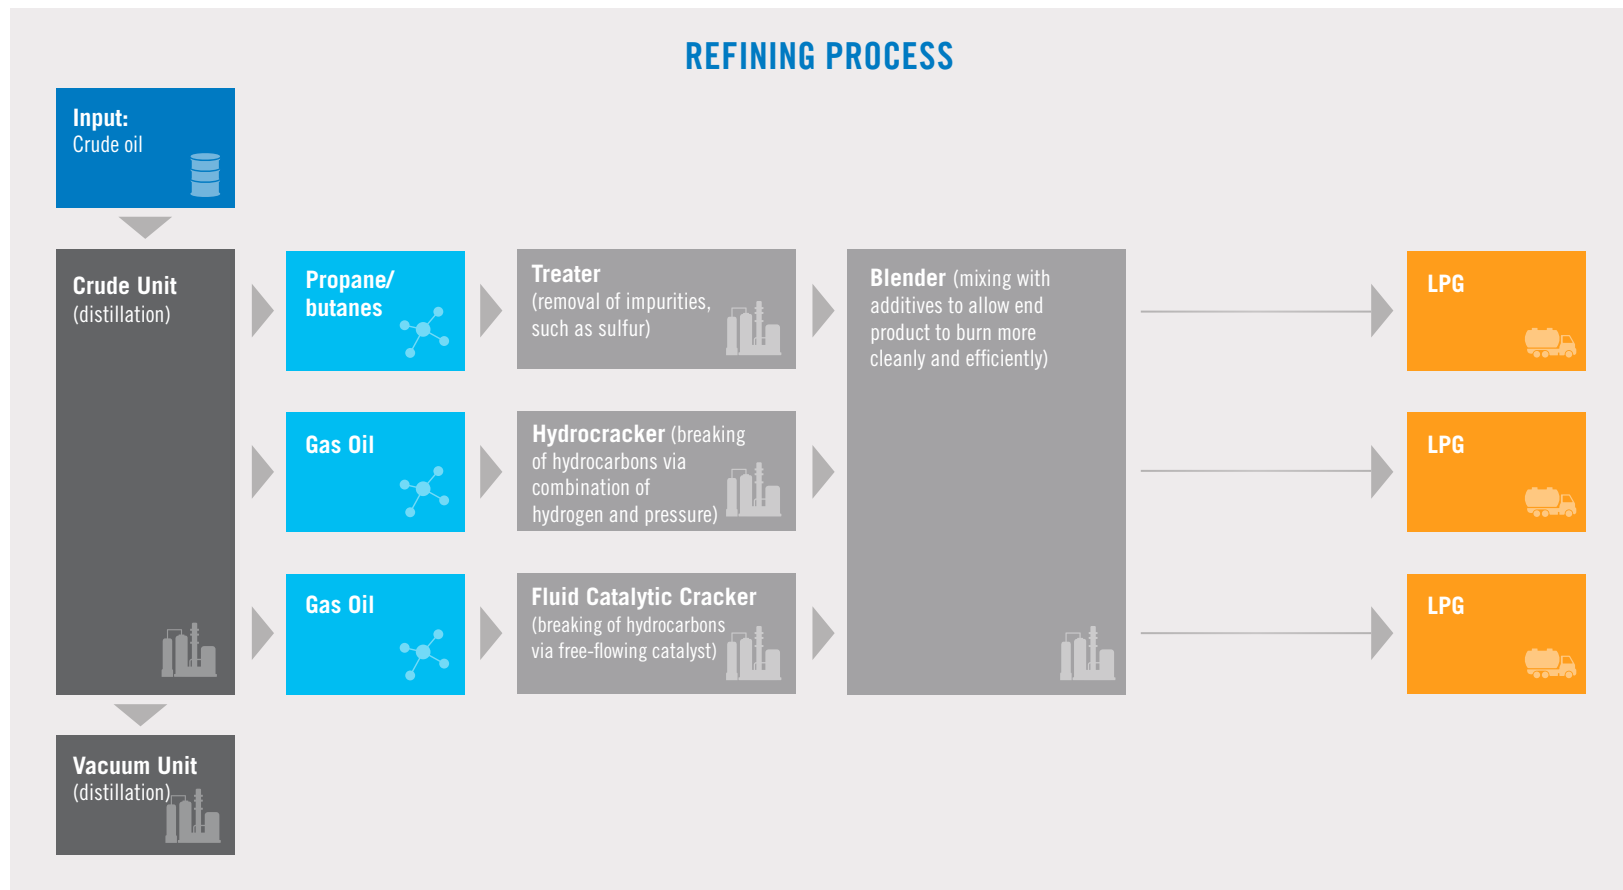 REFINING PROCESS
Input:
Crude oil
Crude Unit
(distillation)
Propane/
butanes
Treater
(removal of impurities,
such as sulfur)
Blender (mixing with
additives to allow end
product to burn more
cleanly and efficiently)
LPG
Gas Oil
Hydrocracker (breaking
of hydrocarbons via
combination of
hydrogen and pressure)
LPG
Gas Oil
Fluid Catalytic Cracker
(breaking of hydrocarbons
via free-flowing catalyst)
LPG
Vacuum Unit
(distillation)